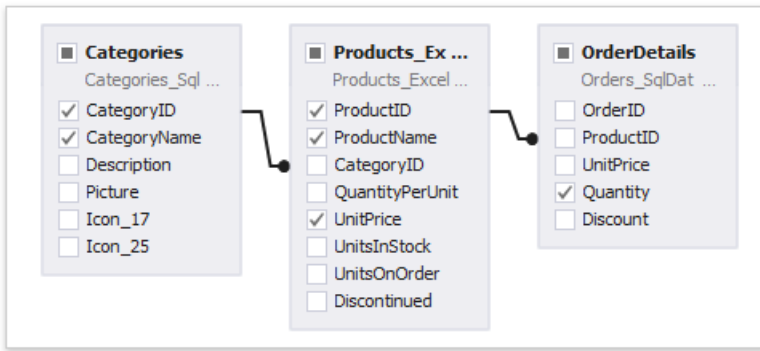 Categories
Categories_Sql ...
CategoryID
CategoryName
Description
Picture
Icon_17
Icon_25
Products_Ex ...
Products_Excel ...
ProductID
ProductName
CategoryID
QuantityPerUnit
UnitPrice
UnitsInStock
UnitsOnOrder
Discontinued
OrderDetails
Orders_SqlDat ...
OrderID
ProductID
UnitPrice
Quantity
Discount